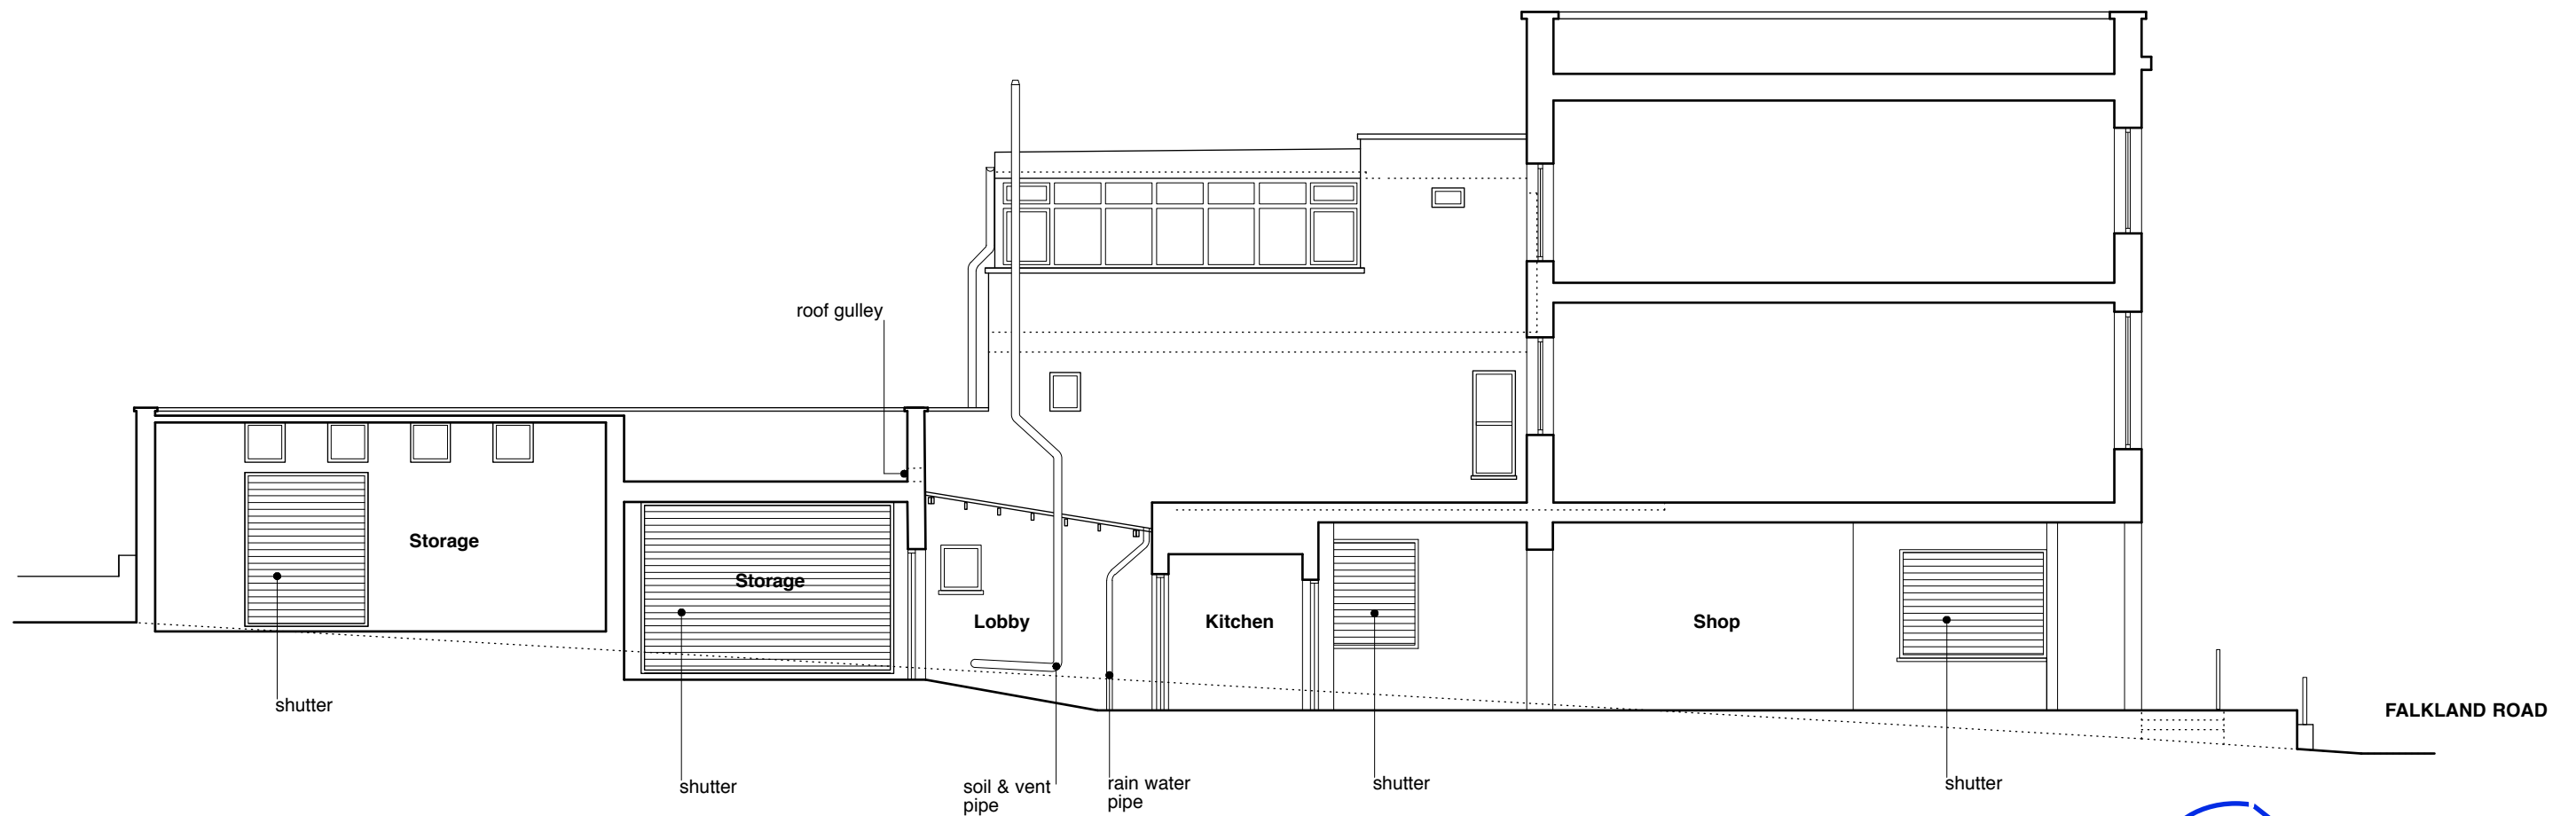 roof gulley
Storage
Storage
Lobby
Kitchen
Shop
shutter
FALKLAND ROAD
shutter
soil & vent
pipe
rain water
pipe
shutter
shutter